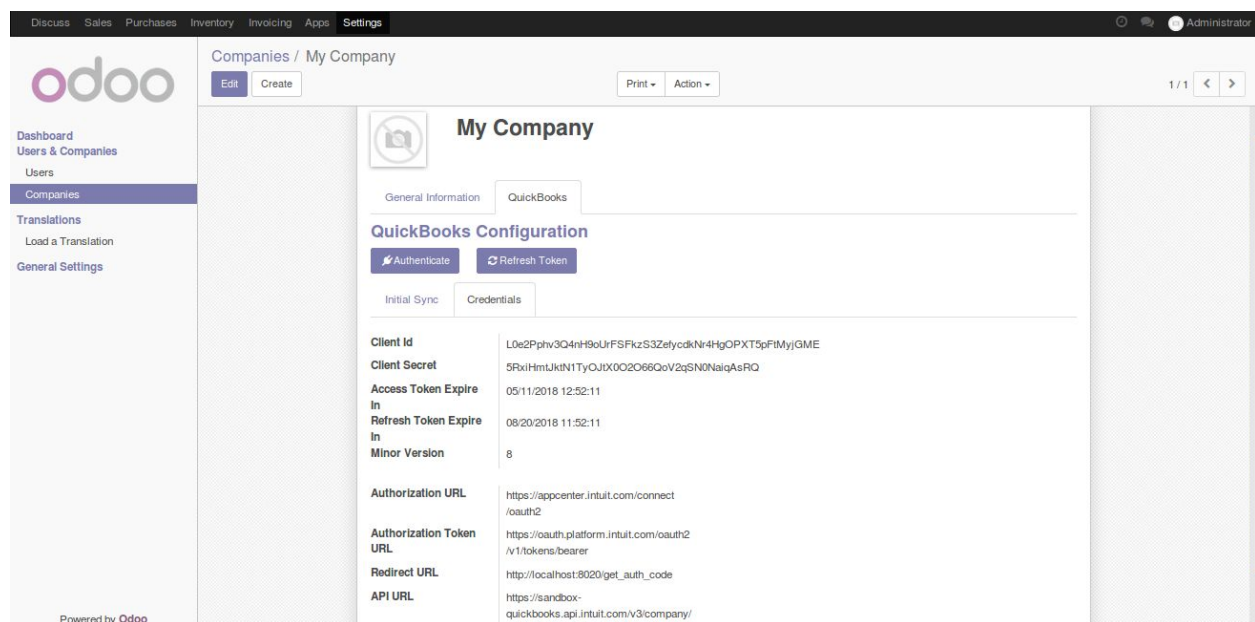 Discuss Sales Purchases Inventory Invoicing Apps Settings Administrator
odoo
Companies / My Company
Edit Create Print Action 1 / 1
Dashboard
Users & Companies
Users
Companies
Translations
Load a Translation
General Settings
Powered by Odoo
My Company
General Information QuickBooks
QuickBooks Configuration
Authenticate Refresh Token
Initial Sync Credentials
Client Id L0e2Pphv3Q4nH9oUrFSFkzS3ZefycdkNr4HgOPXT5pFtMyjGME
Client Secret 5RxiHmtJktN1TyOJtX0O2O66QoV2qSN0NaiqAsRQ
Access Token Expire In 05/11/2018 12:52:11
Refresh Token Expire In 08/20/2018 11:52:11
Minor Version 8
Authorization URL https://appcenter.intuit.com/connect
/oauth2
Authorization Token URL https://oauth.platform.intuit.com/oauth2
/v1/tokens/bearer
Redirect URL http://localhost:8020/get_auth_code
API URL https://sandbox-
quickbooks.api.intuit.com/v3/company/